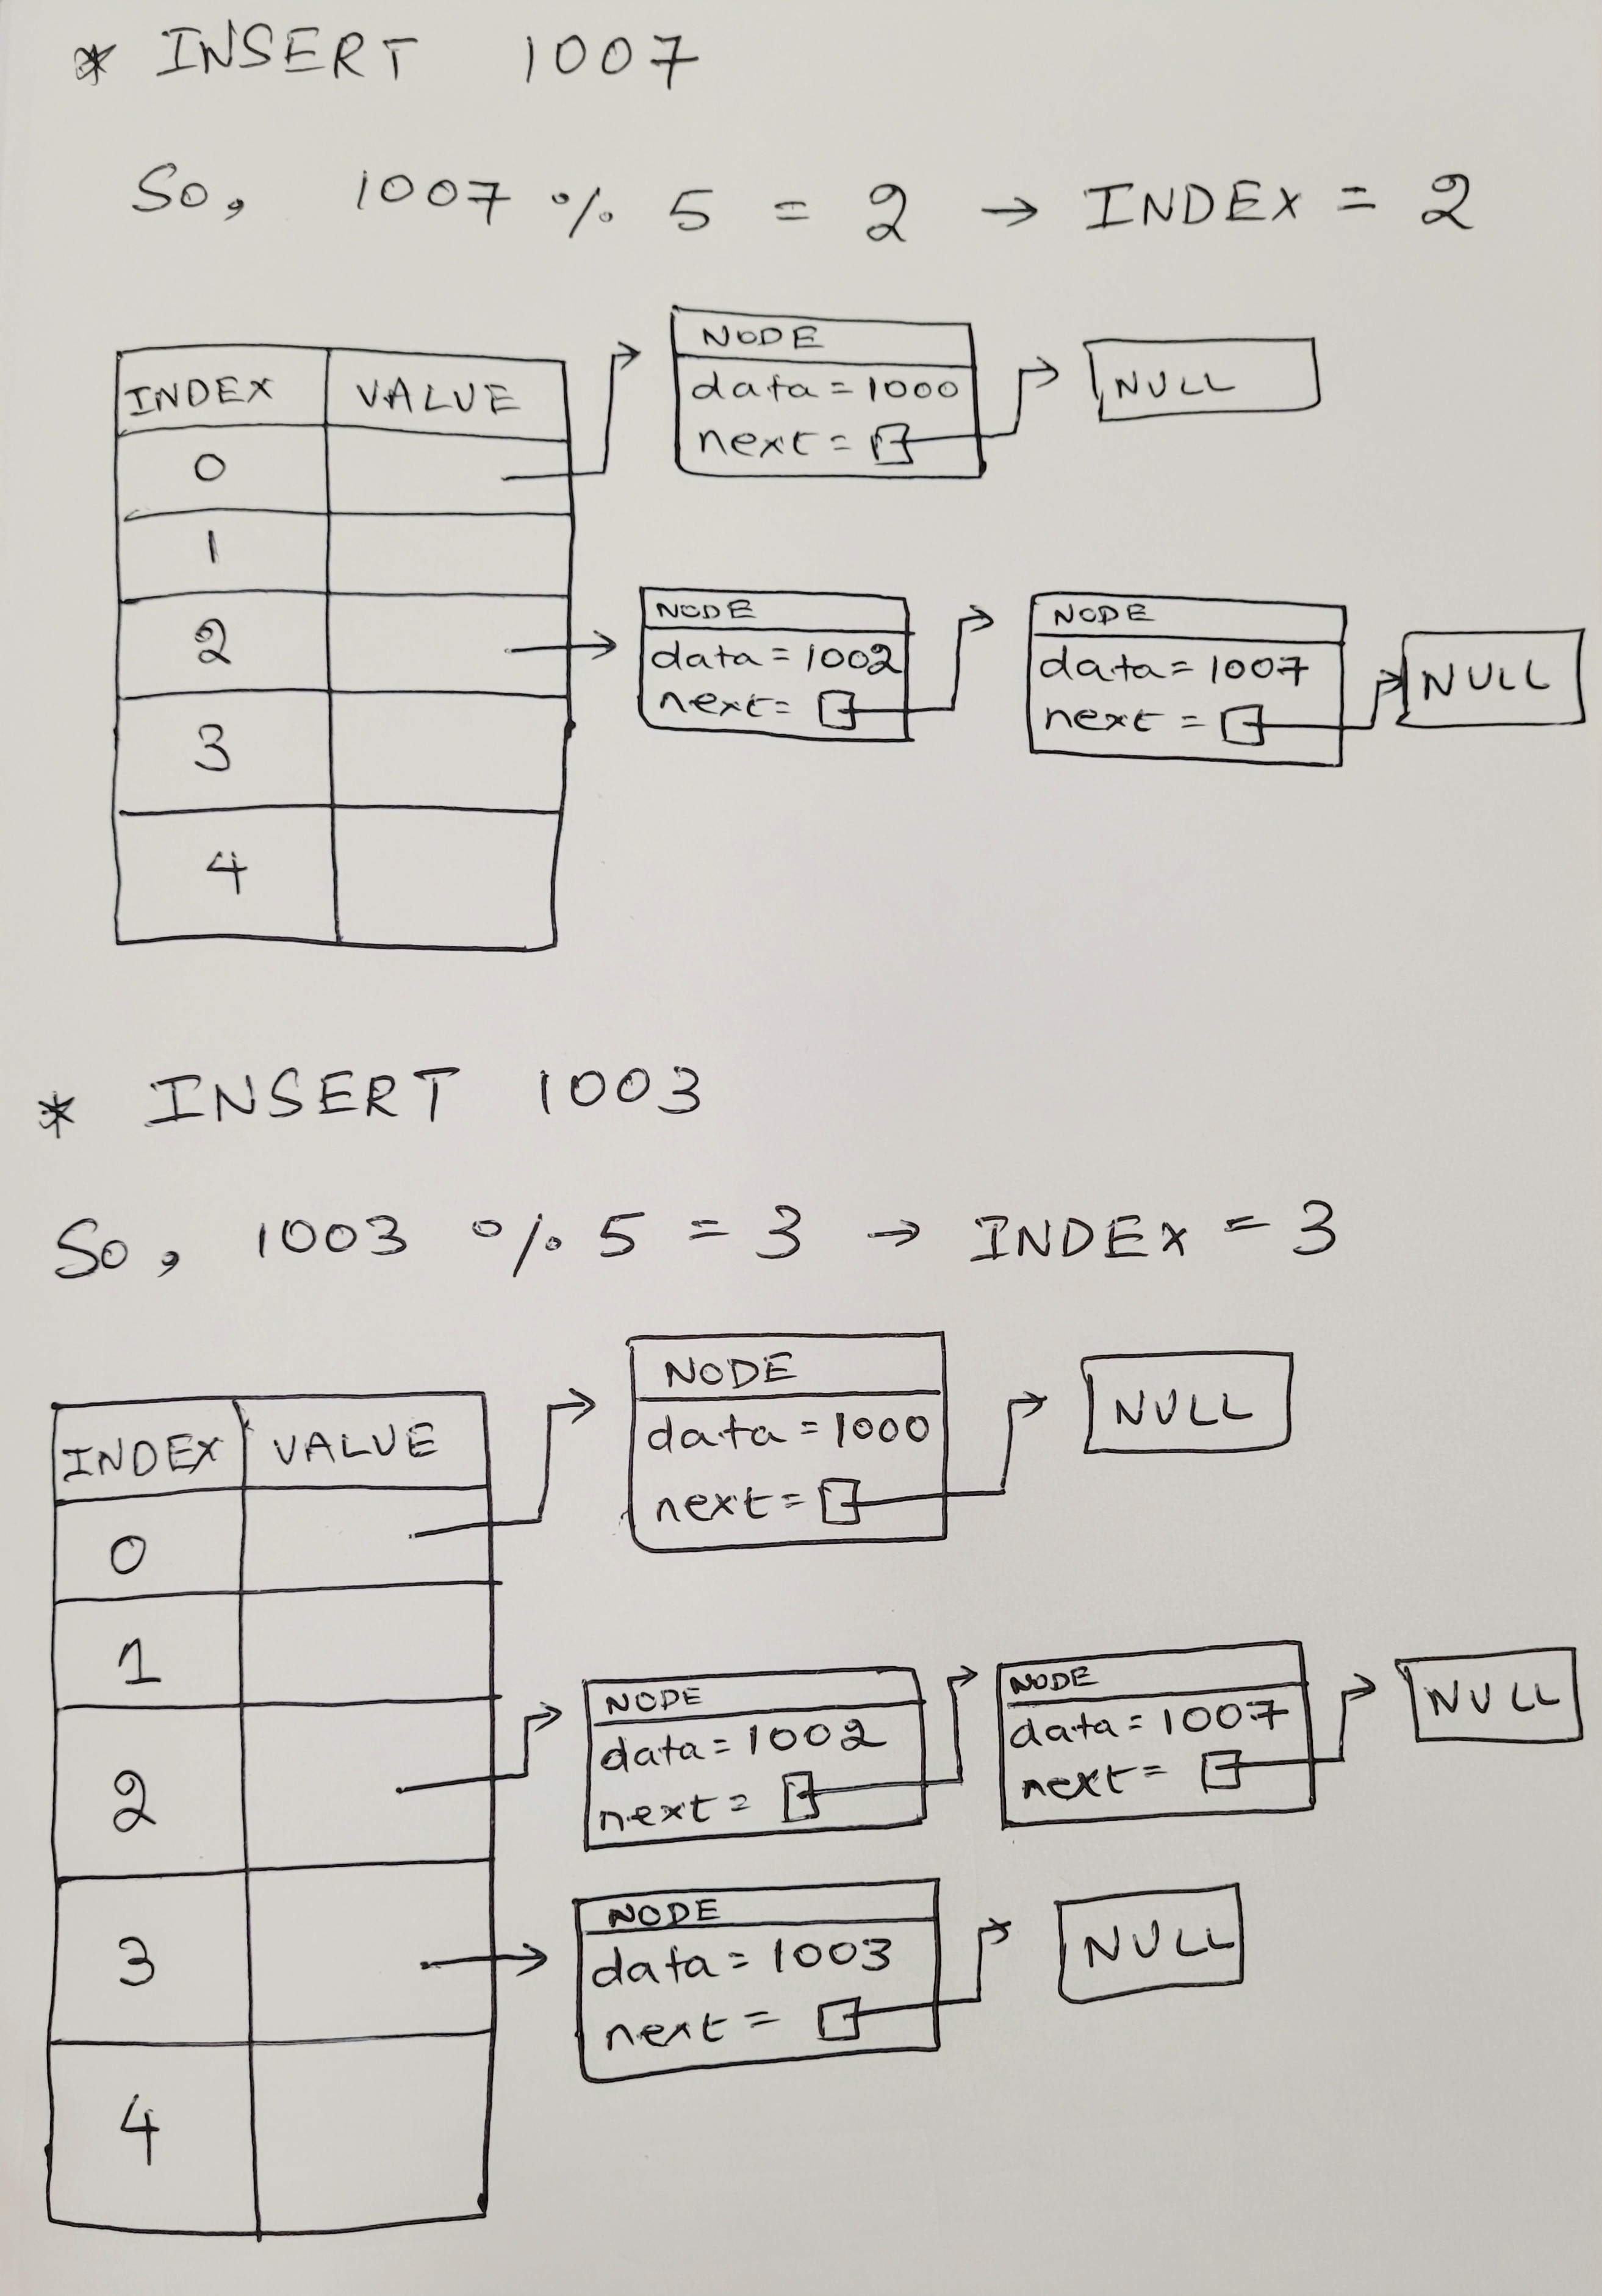 * INSERT 1007
So, 1007 % 5 = 2 → INDEX = 2
NODE
data = 1000
next =
NULL
INDEX VALUE
0
1
2
3
4
NODE
data = 1002
next =
NODE
data = 1007
next =
NULL
* INSERT 1003
So, 1003 % 5 = 3 → INDEX = 3
NODE
data = 1000
next =
NULL
INDEX VALUE
0
1
2
3
4
NODE
data = 1002
next =
NODE
data = 1007
next =
NULL
NODE
data = 1003
next =
NULL